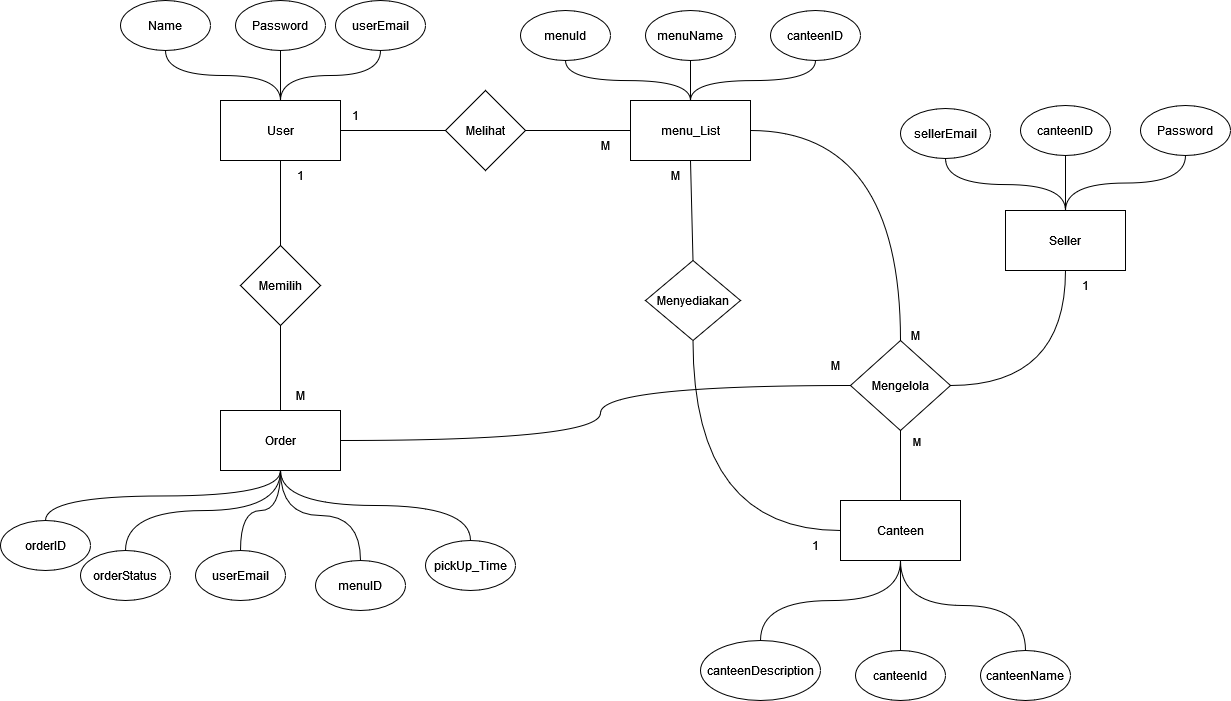 Name
Password
userEmail
menuId
menuName
canteenID
User
1
Melihat
M
menu_List
sellerEmail
canteenID
Password
1
M
Seller
1
Memilih
Menyediakan
M
M
Mengelola
M
Order
M
Canteen
1
orderID
orderStatus
userEmail
menuID
pickUp_Time
canteenDescription
canteenId
canteenName